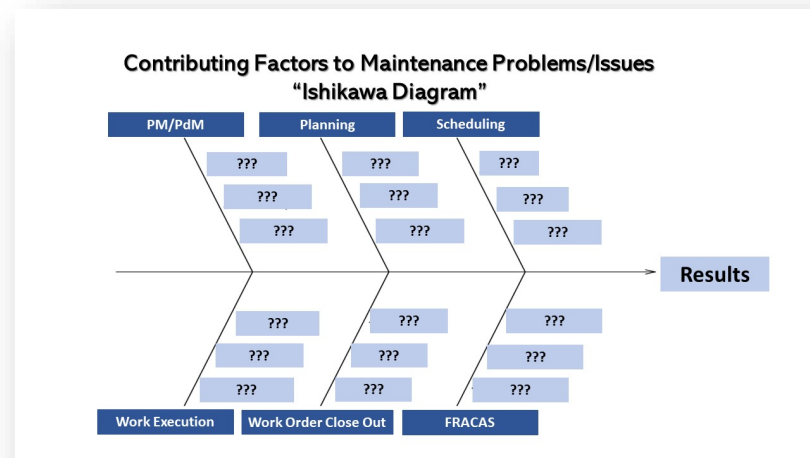 Contributing Factors to Maintenance Problems/Issues
“Ishikawa Diagram”
PM/PdM
Planning
Scheduling
???
???
???
???
???
???
???
???
???
Results
???
???
???
???
???
???
???
???
???
Work Execution
Work Order Close Out
FRACAS